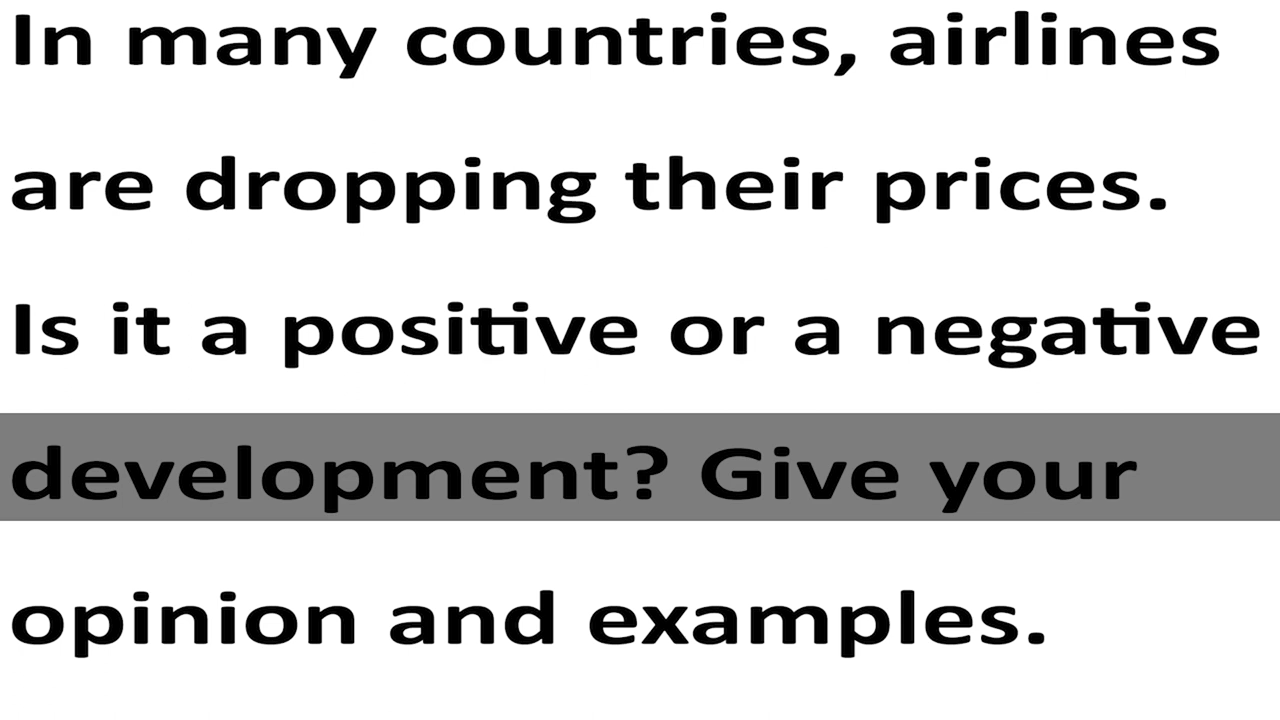 In many countries, airlines
are dropping their prices.
Is it a positive or a negative
development? Give your
opinion and examples.